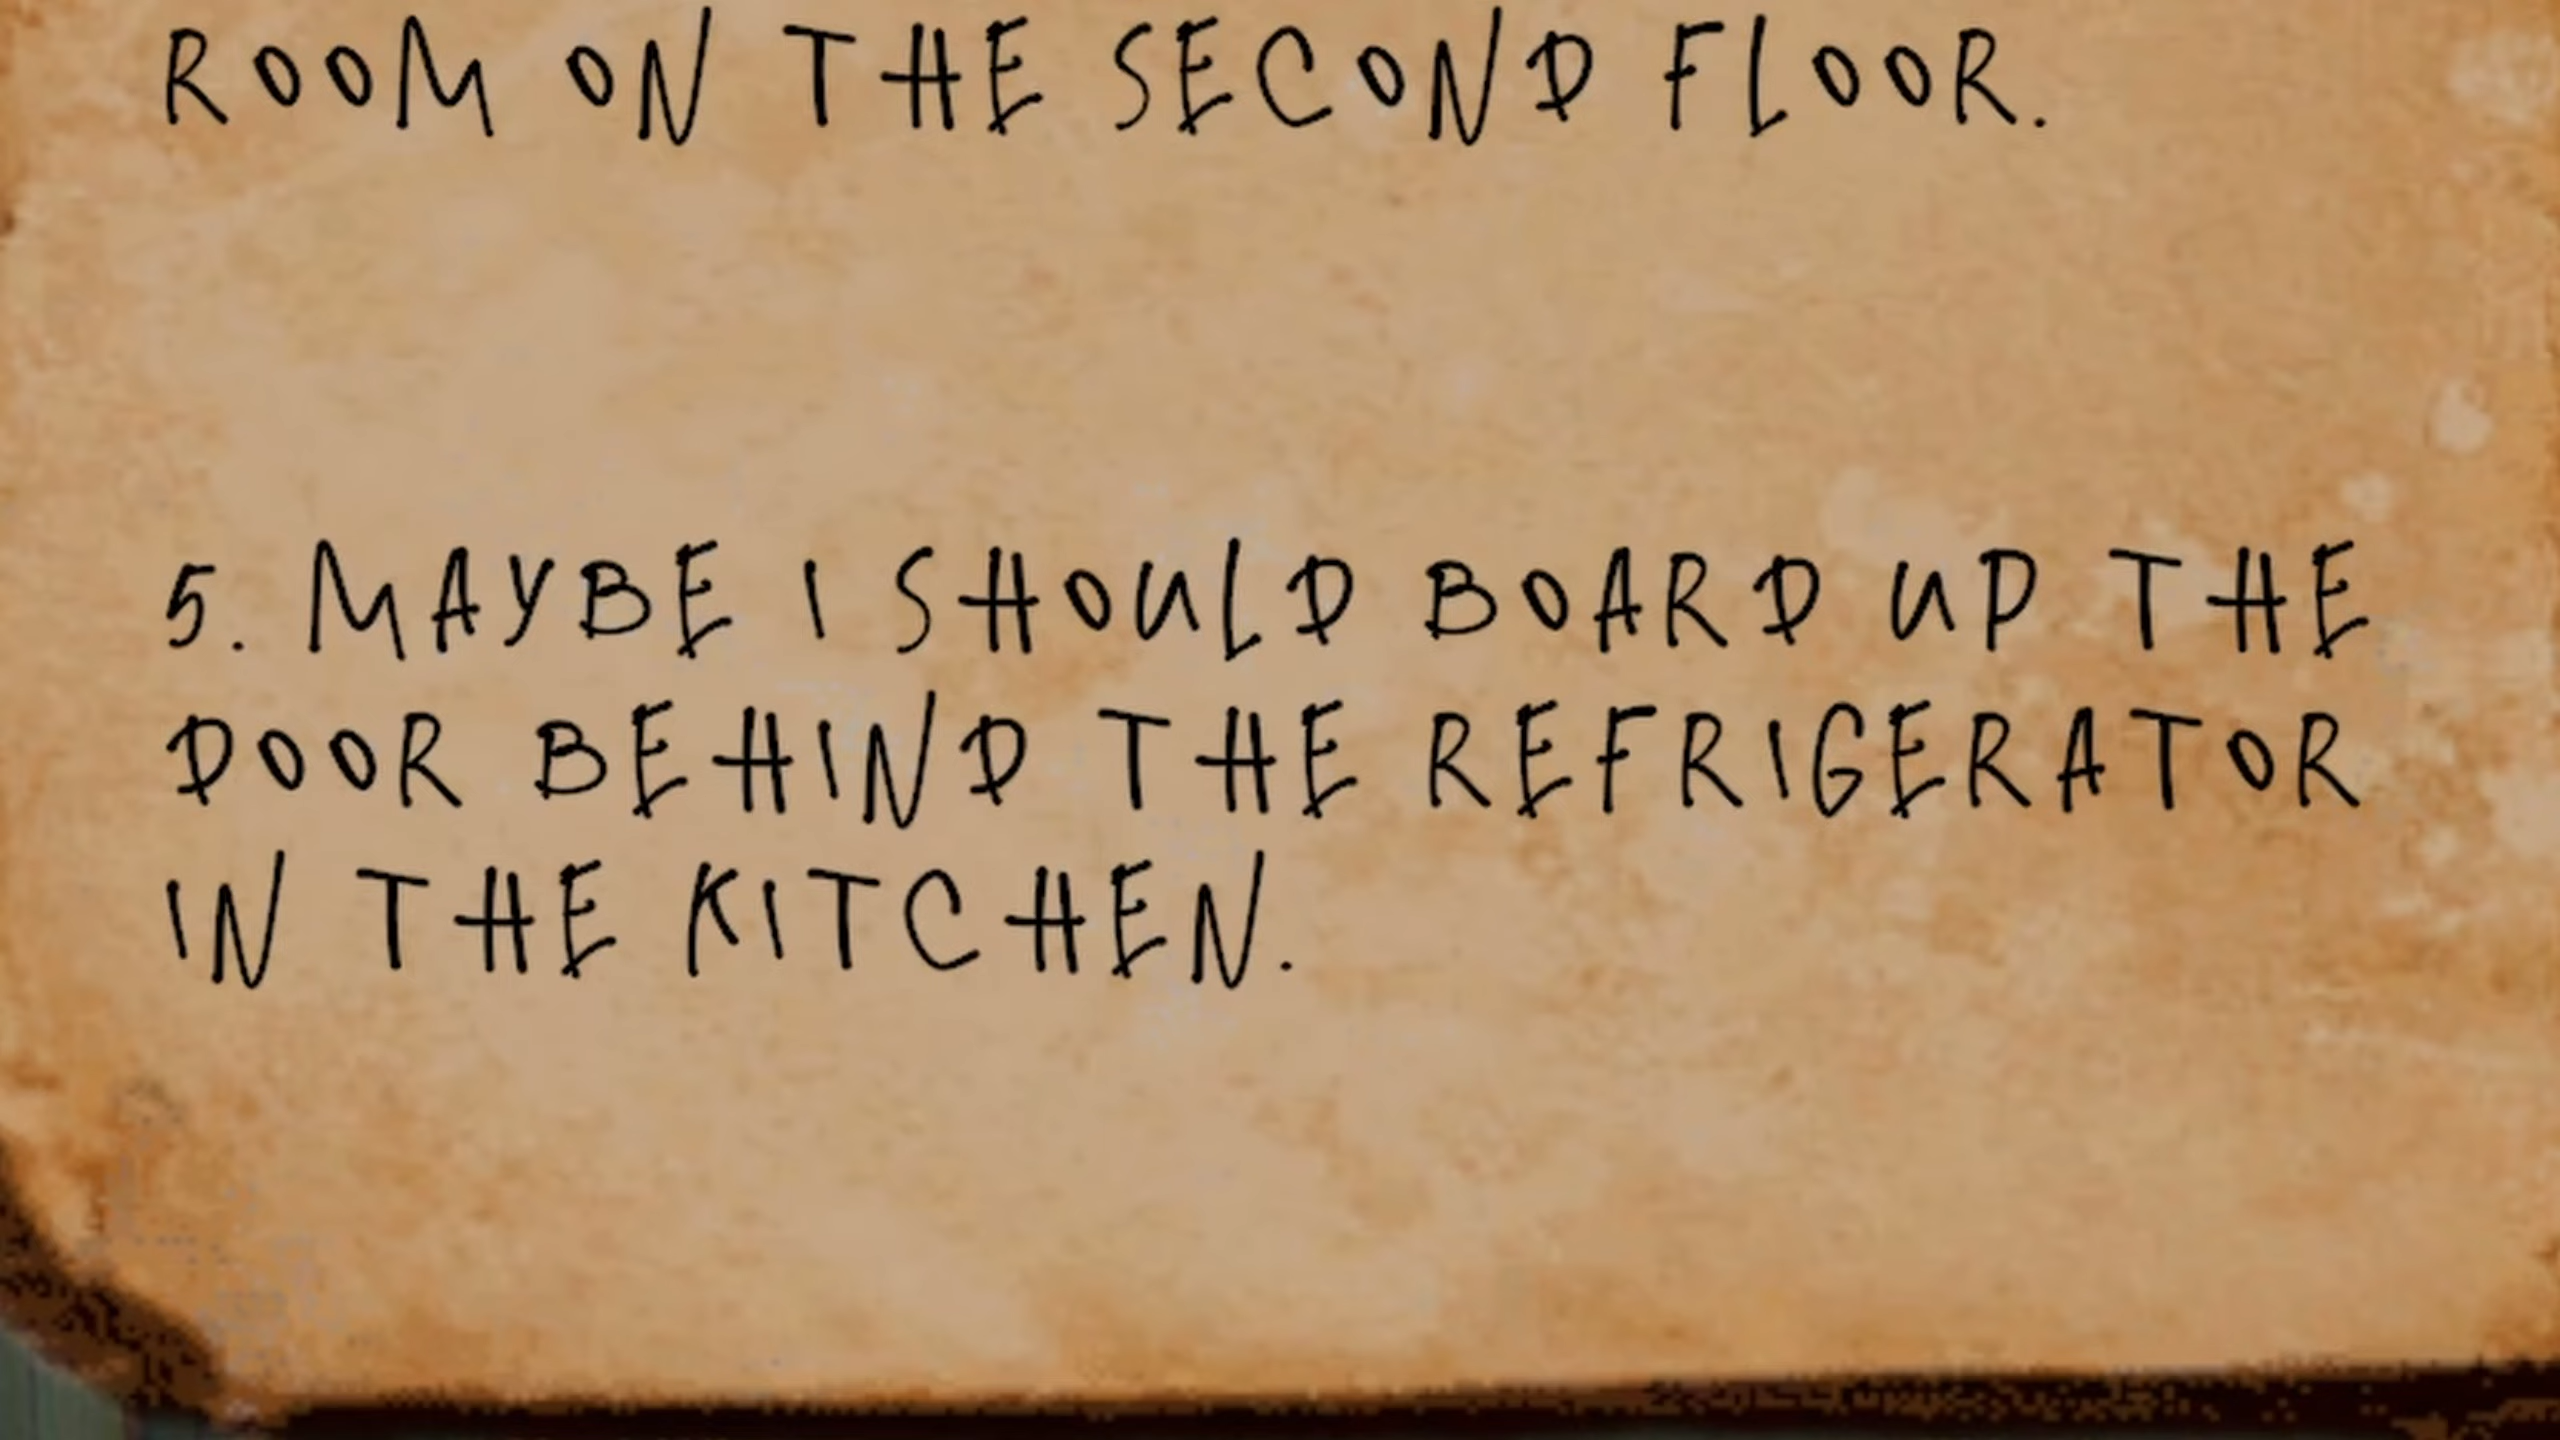 ROOM ON THE SECOND FLOOR.
5. MAYBE I SHOULD BOARD UP THE
DOOR BEHIND THE REFRIGERATOR
IN THE KITCHEN.